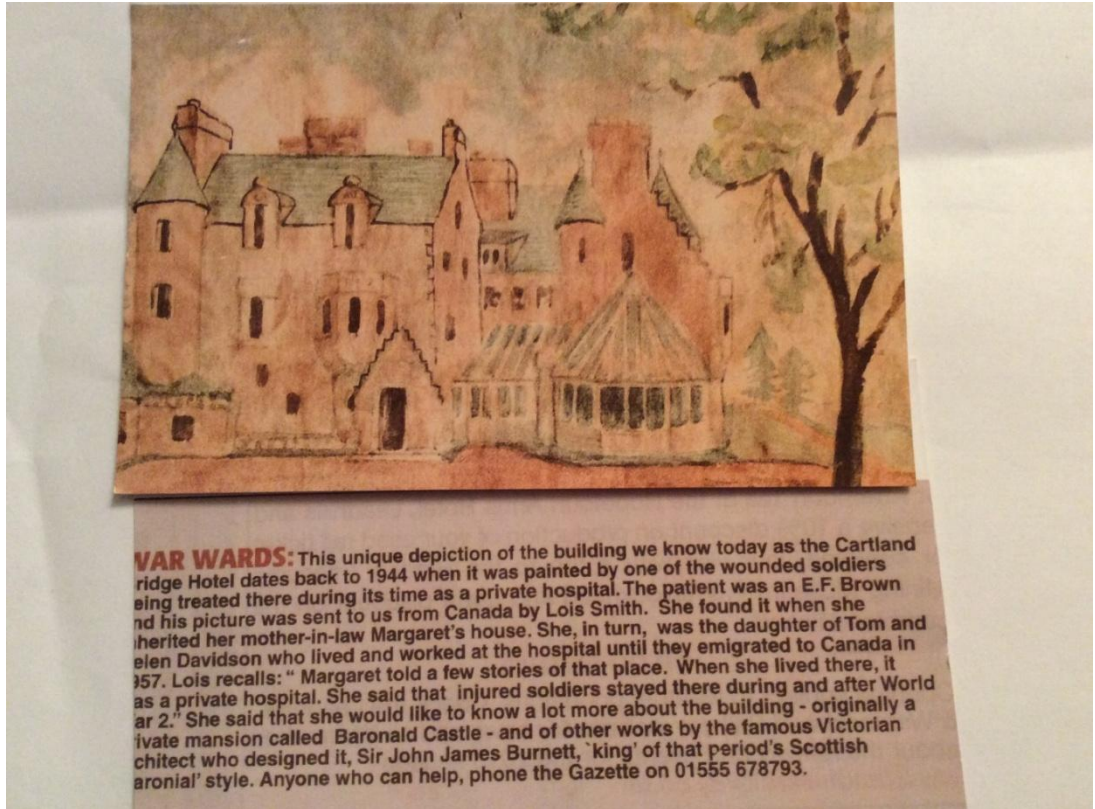 WAR WARDS: This unique depiction of the building we know today as the Cartland
ridge Hotel dates back to 1944 when it was painted by one of the wounded soldiers
eing treated there during its time as a private hospital. The patient was an E.F. Brown
nd his picture was sent to us from Canada by Lois Smith. She found it when she
nherited her mother-in-law Margaret's house. She, in turn, was the daughter of Tom and
elen Davidson who lived and worked at the hospital until they emigrated to Canada in
957. Lois recalls: “ Margaret told a few stories of that place. When she lived there, it
as a private hospital. She said that injured soldiers stayed there during and after World
ar 2.” She said that she would like to know a lot more about the building - originally a
rivate mansion called Baronald Castle - and of other works by the famous Victorian
rchitect who designed it, Sir John James Burnett, `king' of that period's Scottish
aronial' style. Anyone who can help, phone the Gazette on 01555 678793.